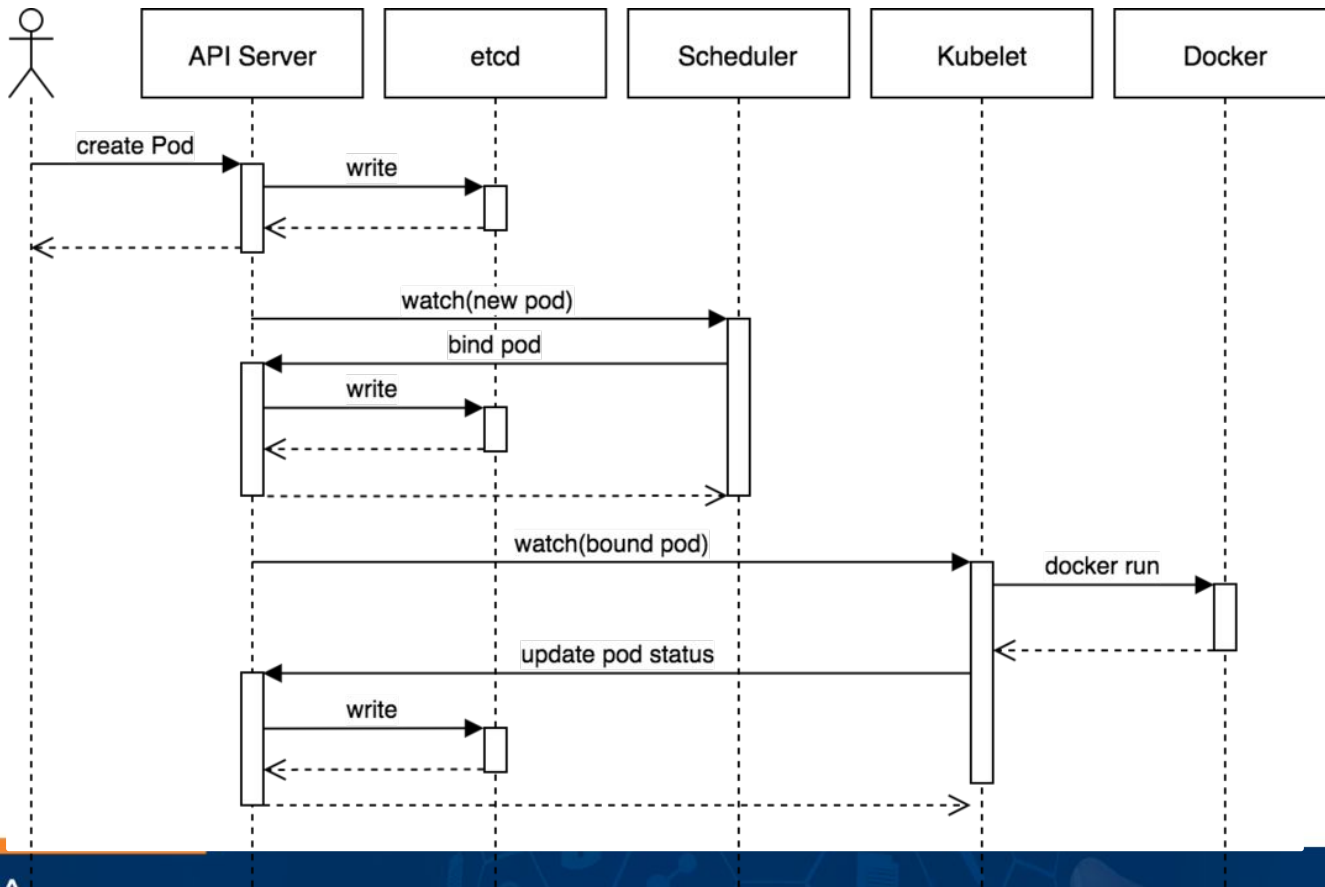 API Server
etcd
Scheduler
Kubelet
Docker
create Pod
write
watch(new pod)
bind pod
write
watch(bound pod)
docker run
update pod status
write